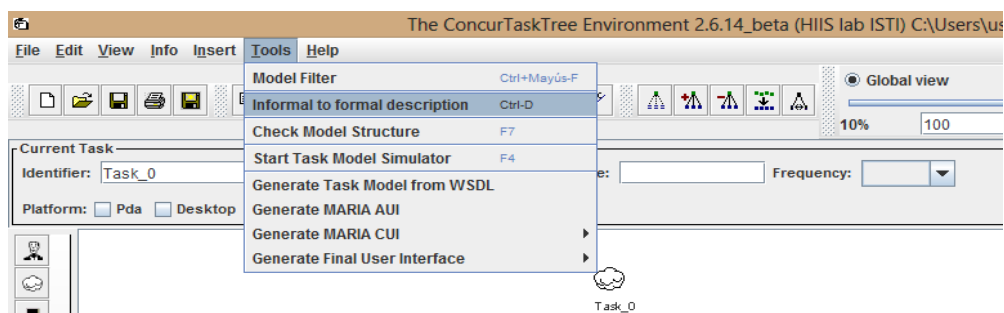 The ConcurTaskTree Environment 2.6.14_beta (HIIS lab ISTI) C:\Users\us
File Edit View Info Insert Tools Help
Model Filter Ctrl+Mayús-F
Informal to formal description Ctrl-D
Check Model Structure F7
Start Task Model Simulator F4
Generate Task Model from WSDL
Generate MARIA AUI
Generate MARIA CUI
Generate Final User Interface
Global view
10% 100
Current Task
Identifier: Task_0 e: Frequency:
Platform: Pda Desktop
Task_0